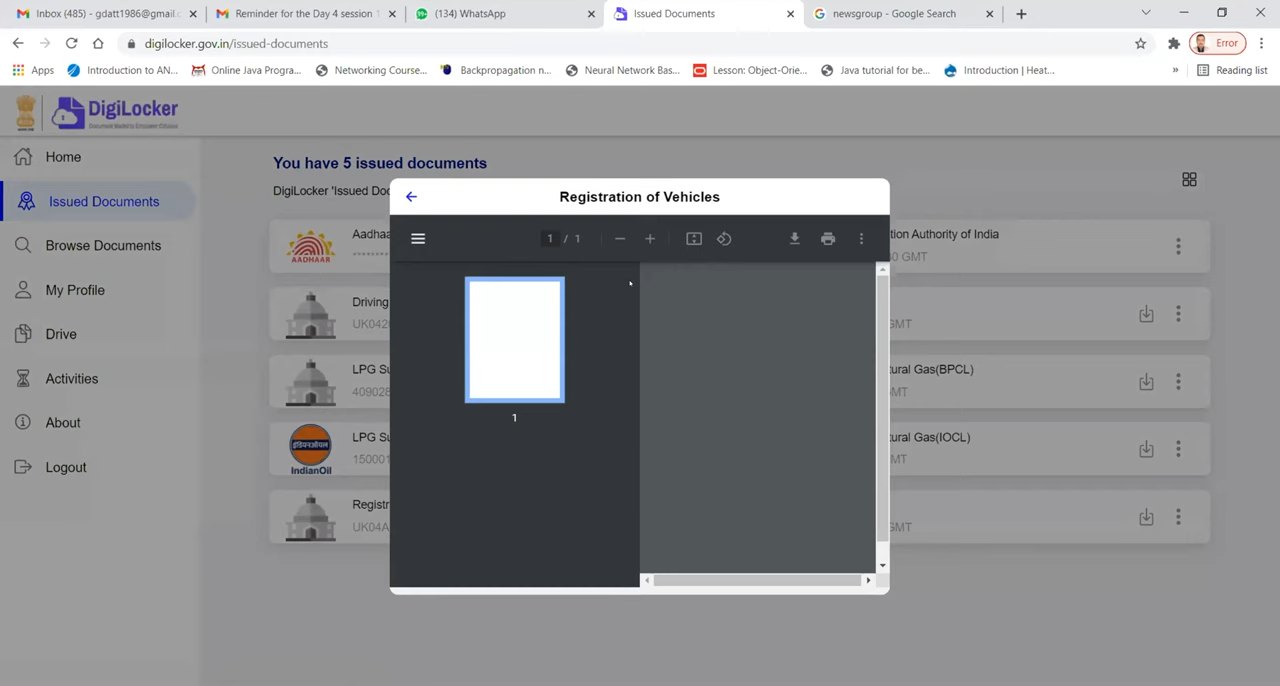 Inbox (485) - gdatt1986@gmail.c
Reminder for the Day 4 session
(134) WhatsApp
Issued Documents
newsgroup - Google Search
digilocker.gov.in/issued-documents
Error
Apps
Introduction to AN...
Online Java Progra...
Networking Course...
Backpropagation n...
Neural Network Bas...
Lesson: Object-Orie...
Java tutorial for be...
Introduction | Heat...
»
Reading list
DigiLocker
Home
Issued Documents
Browse Documents
My Profile
Drive
Activities
About
Logout
You have 5 issued documents
DigiLocker 'Issued Doc
Registration of Vehicles
1 / 1
1
AADHAAR
Aadhaa
tion Authority of India
0 GMT
Driving
UK042
GMT
LPG Su
tural Gas(BPCL)
409028
MT
इंडियनऑयल
IndianOil
LPG Su
tural Gas(IOCL)
150001
MT
Registr
UK04A
GMT